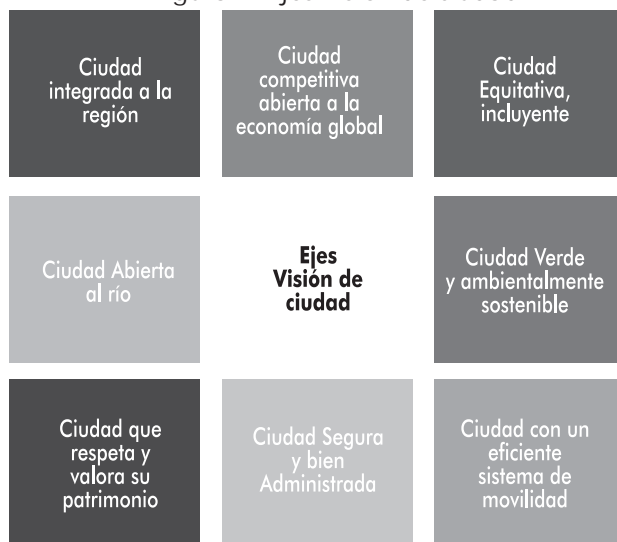 Ciudad
integrada a la
región
Ciudad
competitiva
abierta a la
economía global
Ciudad
Equitativa,
incluyente
Ciudad Abierta
al río
Ejes
Visión de
ciudad
Ciudad Verde
y ambientalmente
sostenible
Ciudad que
respeta y
valora su
patrimonio
Ciudad Segura
y bien
Administrada
Ciudad con un
eficiente
sistema de
movilidad